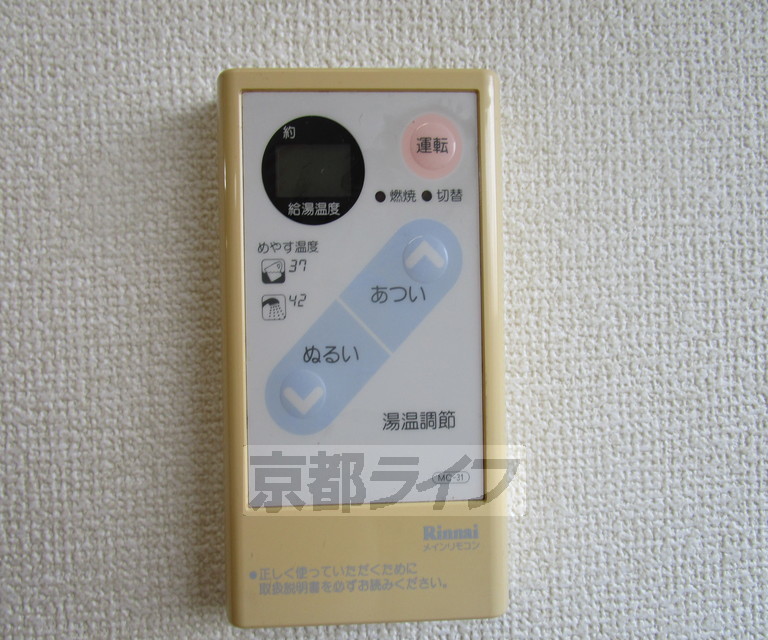 約
運転
給湯温度
燃焼 切替
めやす温度
37
あつい
42
ぬるい
湯温調節
京都ライフ
MC-31
Rinnai
メインリモコン
●正しく使っていただくために
取扱説明書を必ずお読みください。